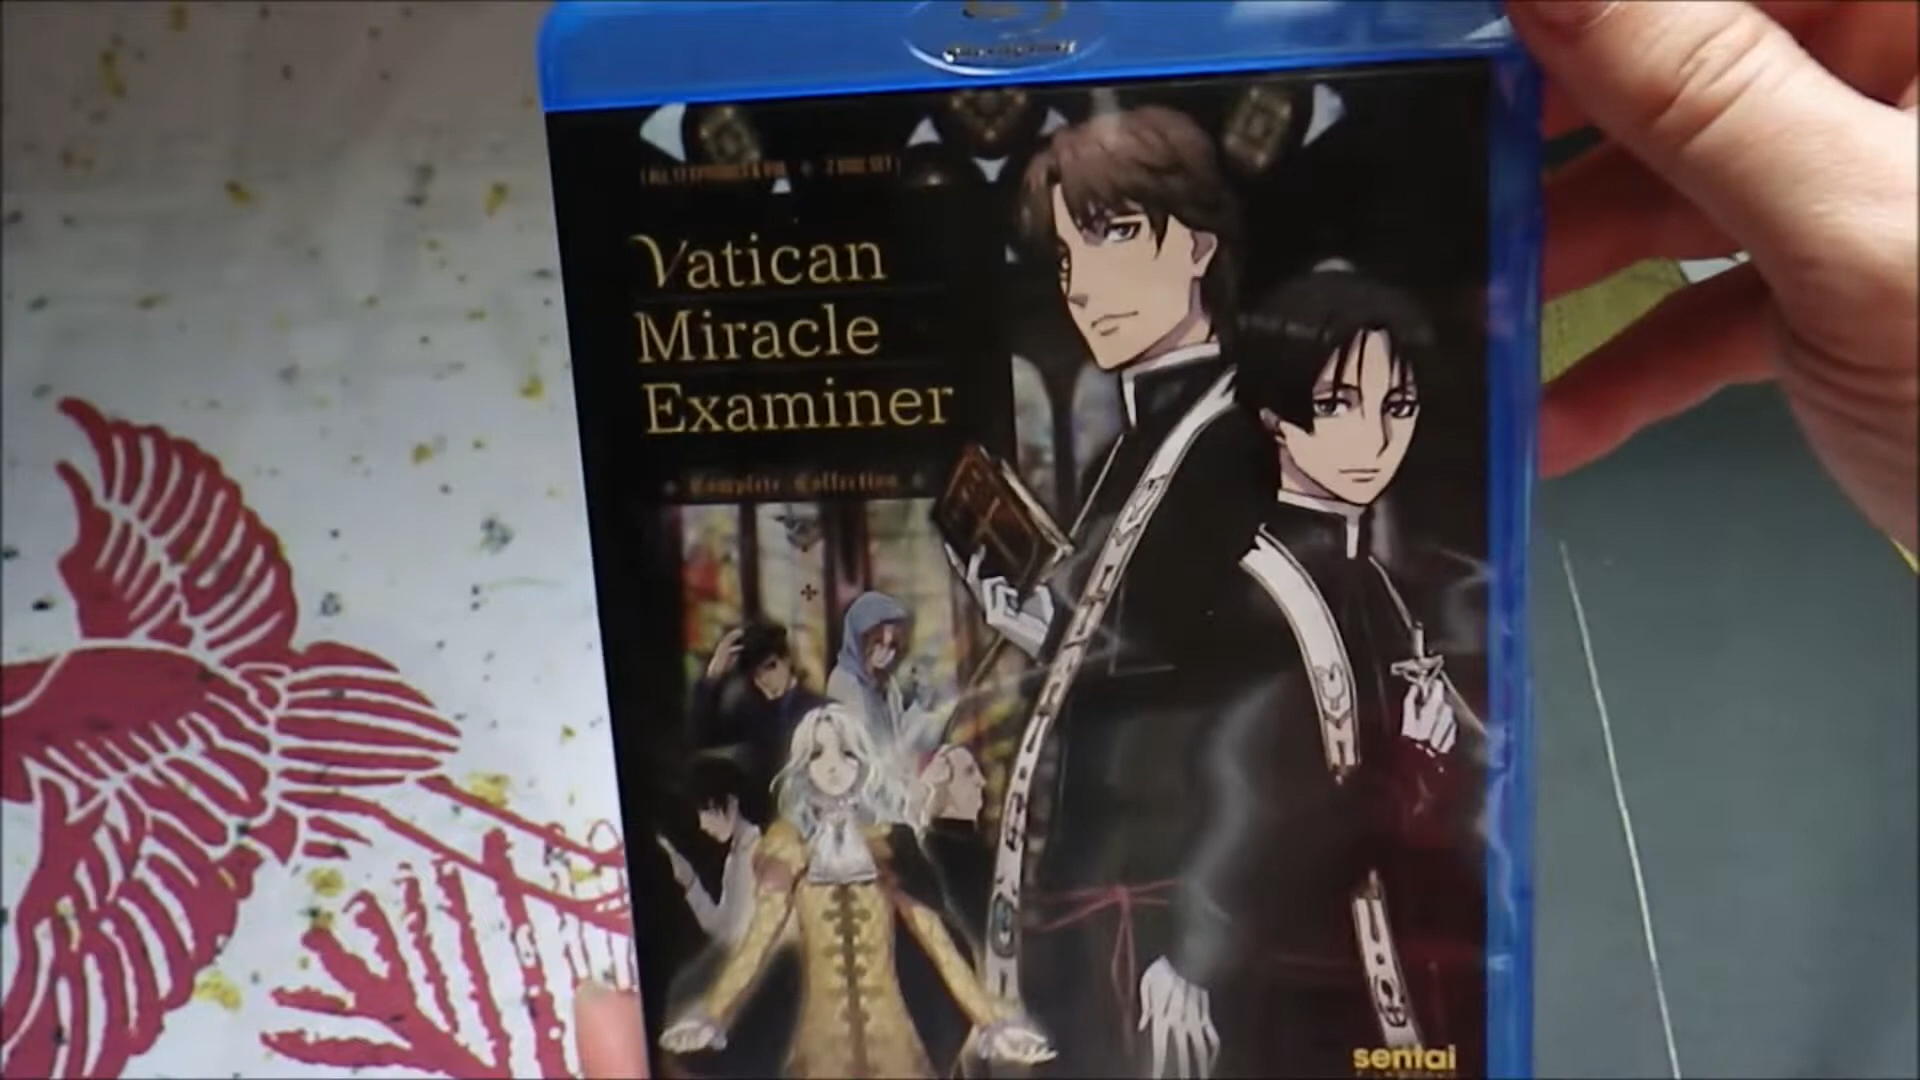 Vatican
Miracle
Examiner
Complete Collection
sentai